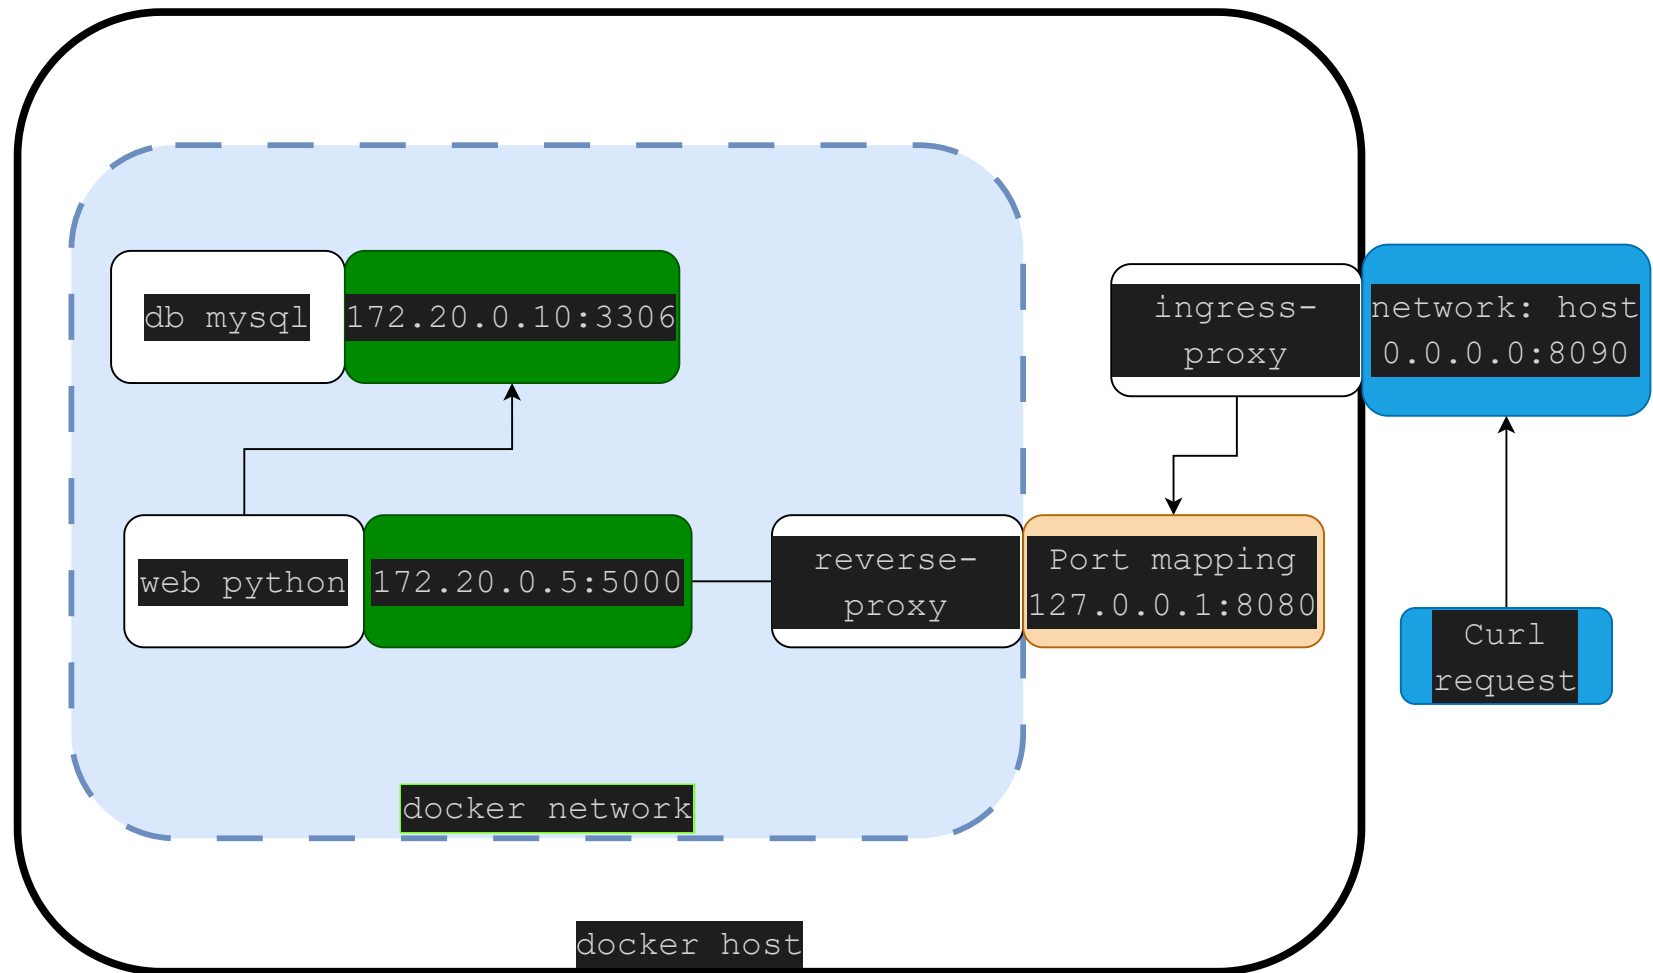 db mysql
172.20.0.10:3306
ingress-
proxy
network: host
0.0.0.0:8090
web python
172.20.0.5:5000
reverse-
proxy
Port mapping
127.0.0.1:8080
Curl
request
docker network
docker host